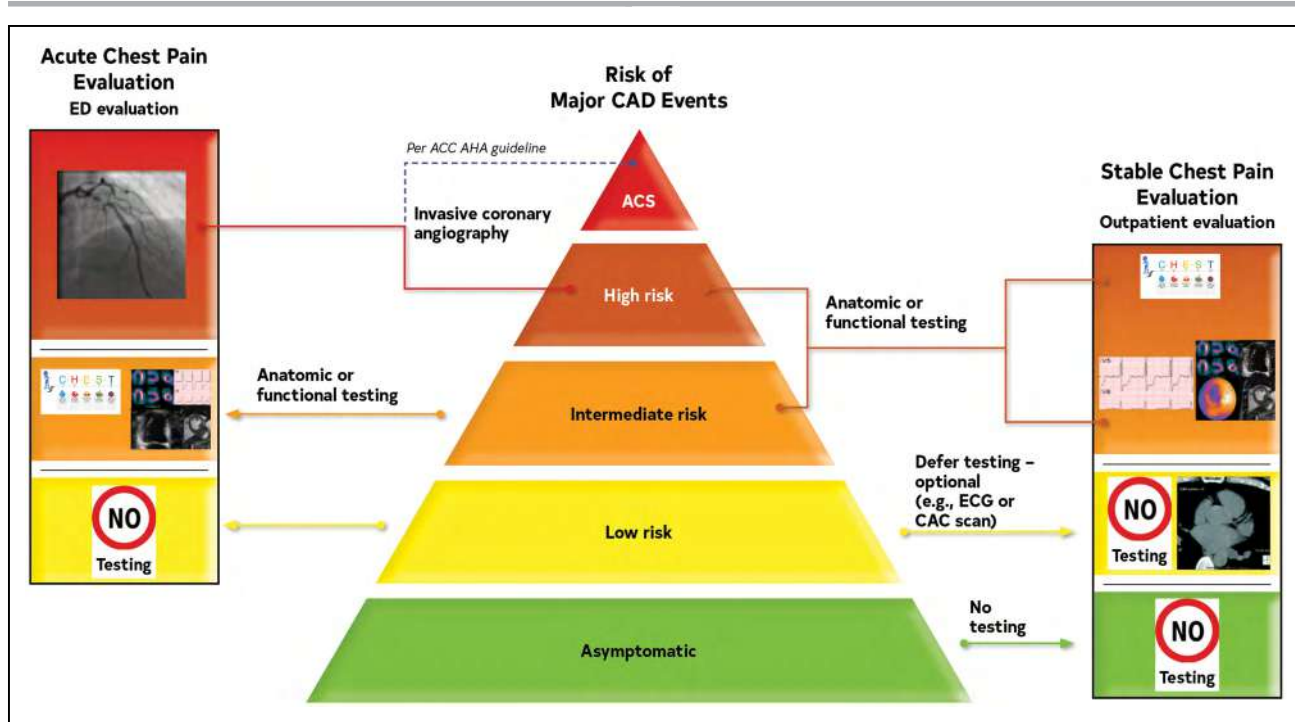 Acute Chest Pain
Evaluation
ED evaluation
Per ACC AHA guideline
Invasive coronary
angiography
CHEST
Anatomic or
functional testing
NO
Testing
Risk of
Major CAD Events
ACS
High risk
Intermediate risk
Low risk
Asymptomatic
Anatomic or
functional testing
Defer testing –
optional
(e.g., ECG or
CAC scan)
No
testing
Stable Chest Pain
Evaluation
Outpatient evaluation
CHEST
NO
Testing
NO
Testing